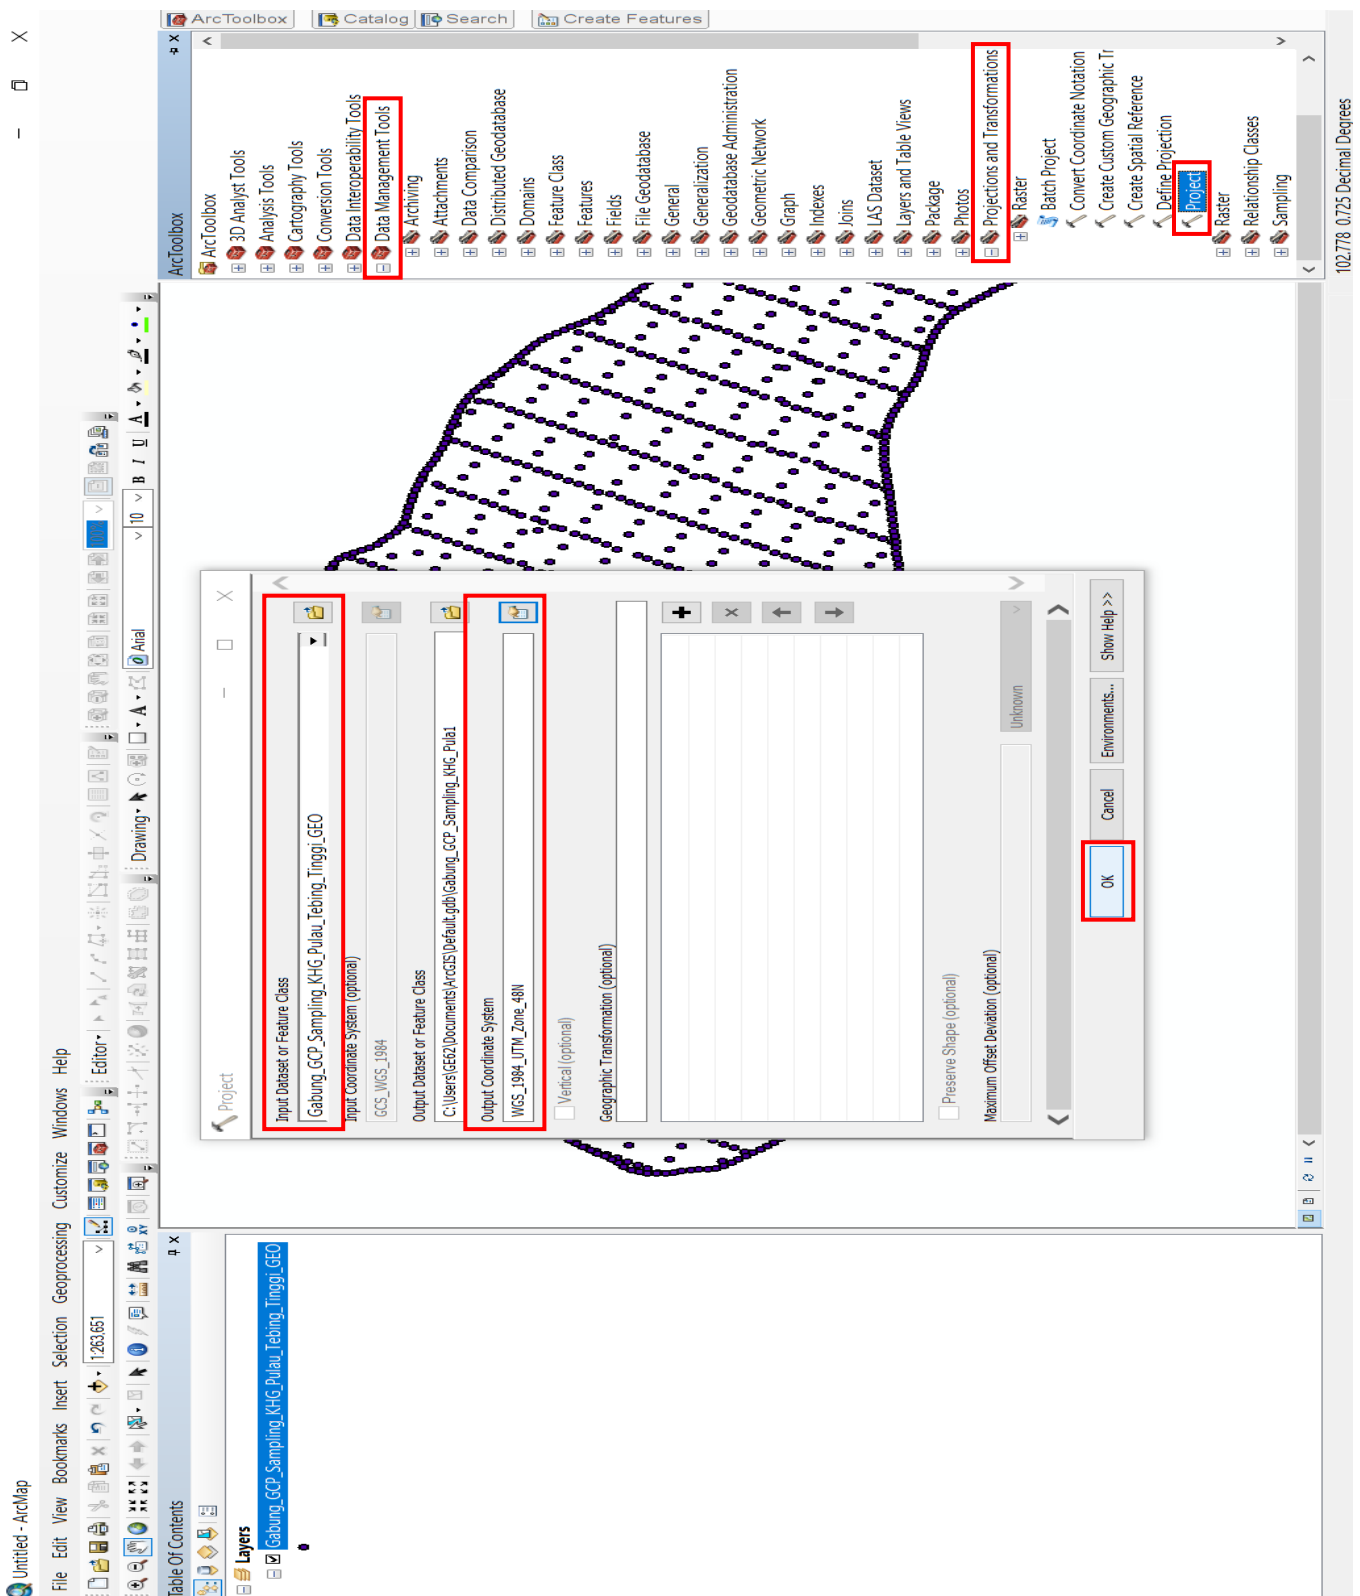 Untitled - ArcMap
File Edit View Bookmarks Insert Selection Geoprocessing Customize Windows Help
1:263,651
Editor
100%
Drawing
Arial
10
B I U A
Table Of Contents
Layers
Gabung_GCP_Sampling_KHG_Pulau_Tebing_Tinggi_GEO
Project
Input Dataset or Feature Class
Gabung_GCP_Sampling_KHG_Pulau_Tebing_Tinggi_GEO
Input Coordinate System (optional)
GCS_WGS_1984
Output Dataset or Feature Class
C:\Users\GE62\Documents\ArcGIS\Default.gdb\Gabung_GCP_Sampling_KHG_Pula1
Output Coordinate System
WGS_1984_UTM_Zone_48N
Vertical (optional)
Geographic Transformation (optional)
Preserve Shape (optional)
Maximum Offset Deviation (optional)
Unknown
OK
Cancel
Environments...
Show Help >>
ArcToolbox
ArcToolbox
3D Analyst Tools
Analysis Tools
Cartography Tools
Conversion Tools
Data Interoperability Tools
Data Management Tools
Archiving
Attachments
Data Comparison
Distributed Geodatabase
Domains
Feature Class
Features
Fields
File Geodatabase
General
Generalization
Geodatabase Administration
Geometric Network
Graph
Indexes
Joins
LAS Dataset
Layers and Table Views
Package
Photos
Projections and Transformations
Raster
Batch Project
Convert Coordinate Notation
Create Custom Geographic Tr
Create Spatial Reference
Define Projection
Project
Raster
Relationship Classes
Sampling
ArcToolbox
Catalog
Search
Create Features
102.778 0.725 Decimal Degrees